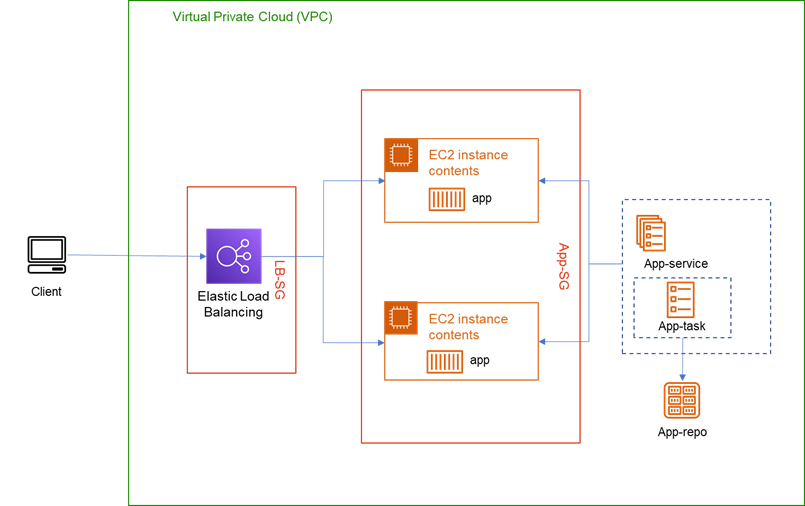 Virtual Private Cloud (VPC)
EC2 instance
contents
app
App-service
App-SG
LB-SG
Client
Elastic Load
Balancing
EC2 instance
contents
app
App-task
App-repo